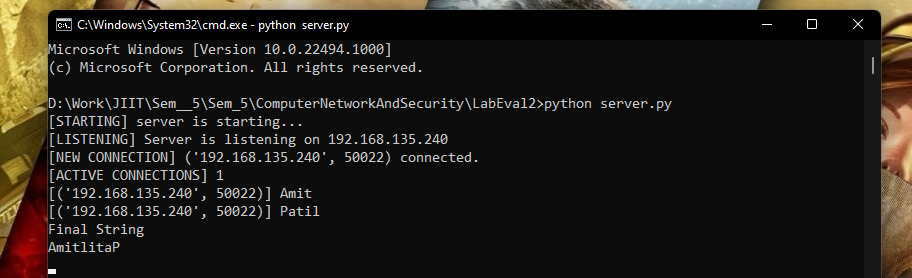 C:\Windows\System32\cmd.exe - python server.py
Microsoft Windows [Version 10.0.22494.1000]
(c) Microsoft Corporation. All rights reserved.
D:\Work\JIIT\Sem__5\Sem_5\ComputerNetworkAndSecurity\LabEval2>python server.py
[STARTING] server is starting...
[LISTENING] Server is listening on 192.168.135.240
[NEW CONNECTION] ('192.168.135.240', 50022) connected.
[ACTIVE CONNECTIONS] 1
[('192.168.135.240', 50022)] Amit
[('192.168.135.240', 50022)] Patil
Final String
AmitlitaP